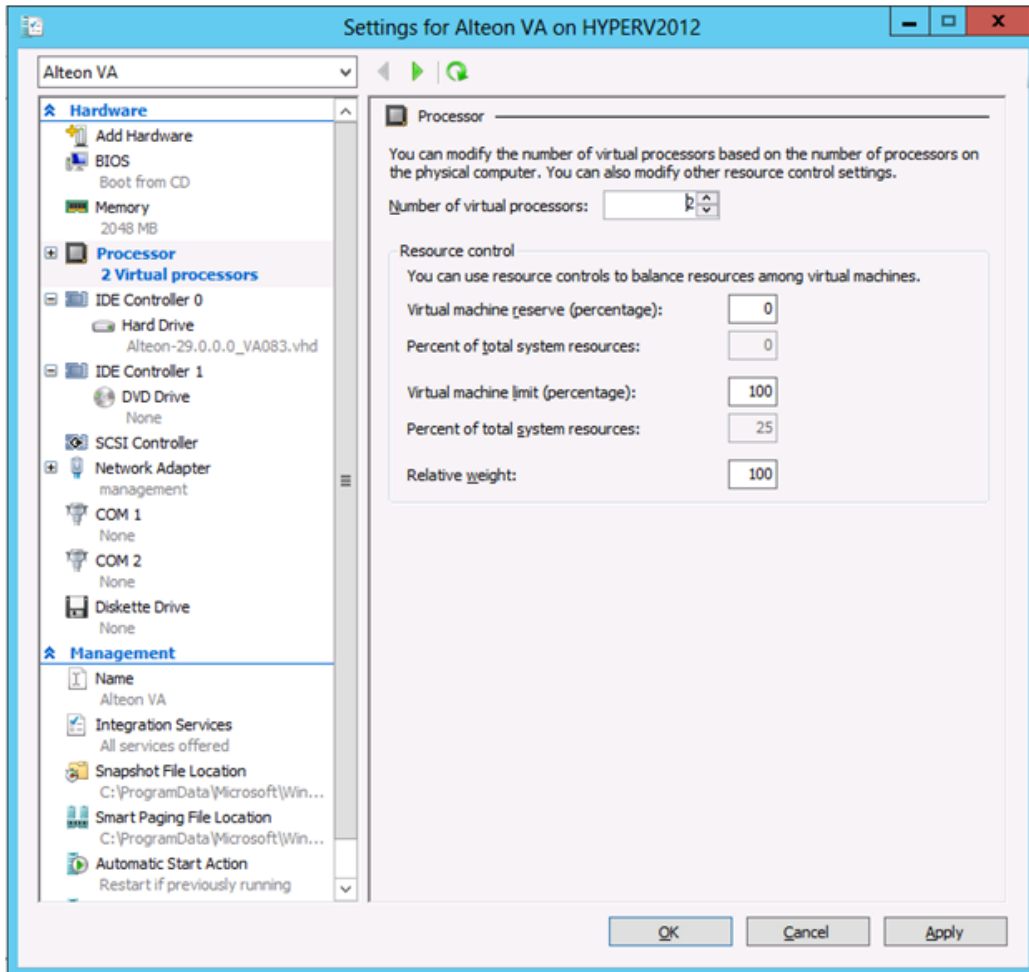 Settings for Alteon VA on HYPERV2012
Alteon VA
Hardware
Add Hardware
BIOS
Boot from CD
Memory
2048 MB
Processor
2 Virtual processors
IDE Controller 0
Hard Drive
Alteon-29.0.0.0_VA083.vhd
IDE Controller 1
DVD Drive
None
SCSI Controller
Network Adapter
management
COM 1
None
COM 2
None
Diskette Drive
None
Management
Name
Alteon VA
Integration Services
All services offered
Snapshot File Location
C:\ProgramData\Microsoft\Win...
Smart Paging File Location
C:\ProgramData\Microsoft\Win...
Automatic Start Action
Restart if previously running
Processor
You can modify the number of virtual processors based on the number of processors on
the physical computer. You can also modify other resource control settings.
Number of virtual processors: 2
Resource control
You can use resource controls to balance resources among virtual machines.
Virtual machine reserve (percentage): 0
Percent of total system resources: 0
Virtual machine limit (percentage): 100
Percent of total system resources: 25
Relative weight: 100
OK Cancel Apply